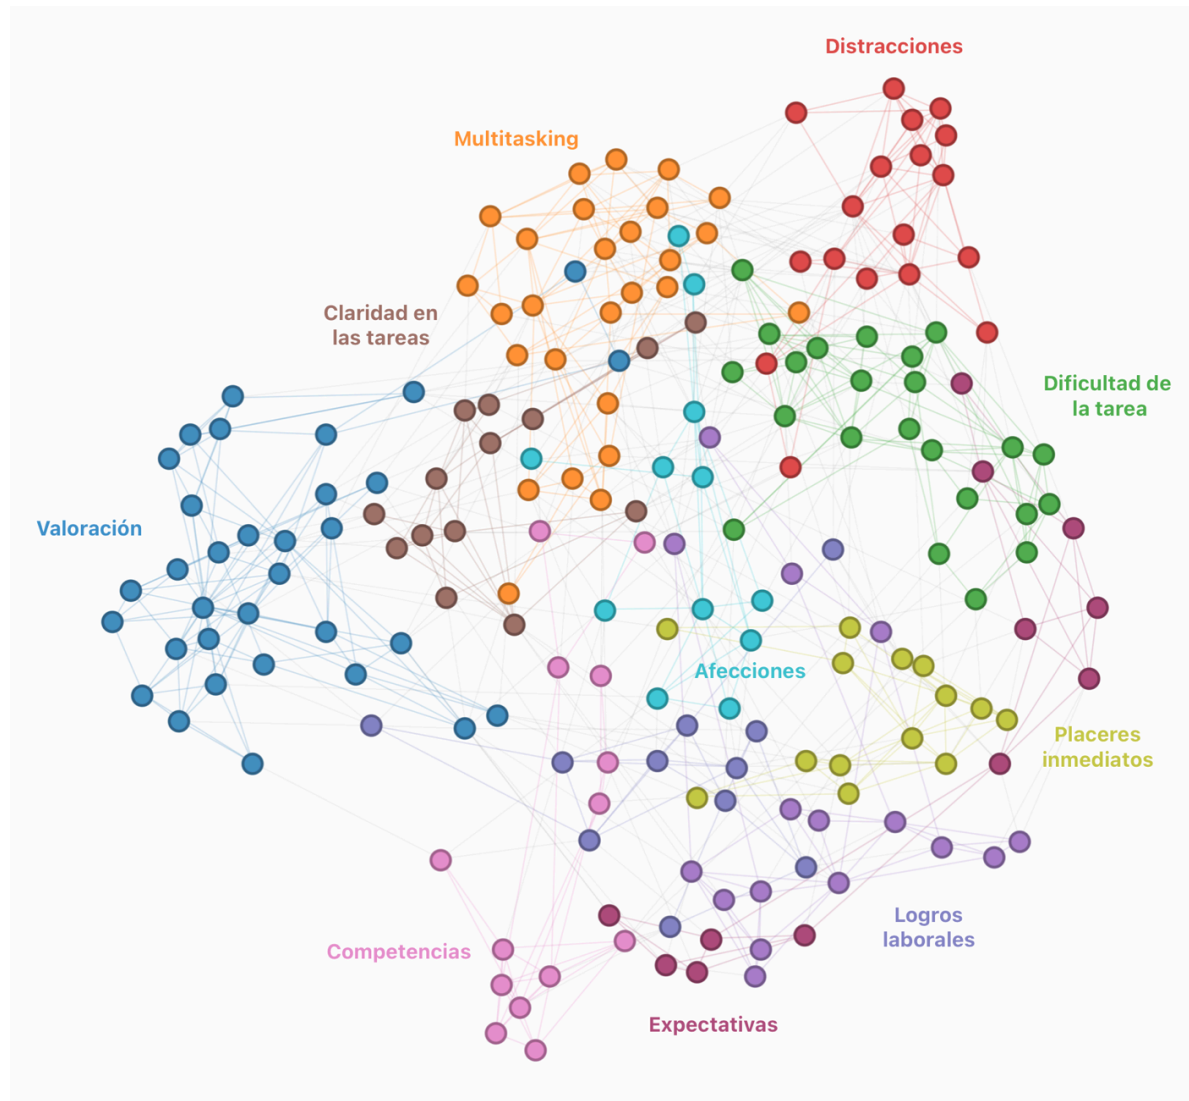 Distracciones
Multitasking
Claridad en
las tareas
Dificultad de
la tarea
Valoración
Afecciones
Placeres
inmediatos
Logros
laborales
Competencias
Expectativas